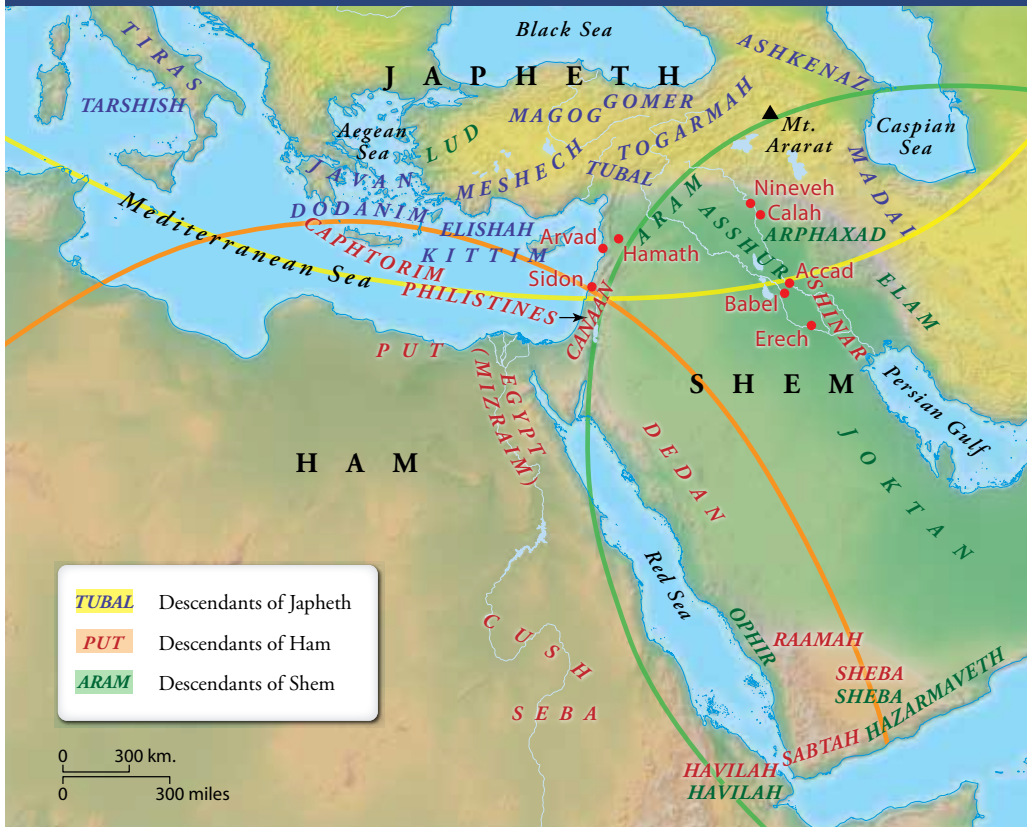 Black Sea
TIRAS
ASHKENAZ
JAPHETH
TARSHISH
GOMER
MAGOG
TOGARMAH
Mt.
Ararat
Caspian
Sea
Aegean
Sea
LUD
MESHECH
TUBAL
MADAI
JAVAN
Nineveh
Calah
ARAM
ASSHUR
ARPHAXAD
DODANIM
ELISHAH
KITTIM
Mediterranean Sea
CAPHTORIM
Arvad
Hamath
Sidon
PHILISTINES
CANAAN
Accad
Babel
SHINAR
ELAM
Erech
PUT
EGYPT
(MIZRAIM)
SHEM
Persian Gulf
HAM
DEDAN
JOKTAN
Red Sea
TUBAL Descendants of Japheth
PUT Descendants of Ham
ARAM Descendants of Shem
CUSH
SEBA
OPHIR
RAAMAH
SHEBA
SHEBA
HAZARMAVETH
SABTAH
HAVILAH
HAVILAH
0 300 km.
0 300 miles